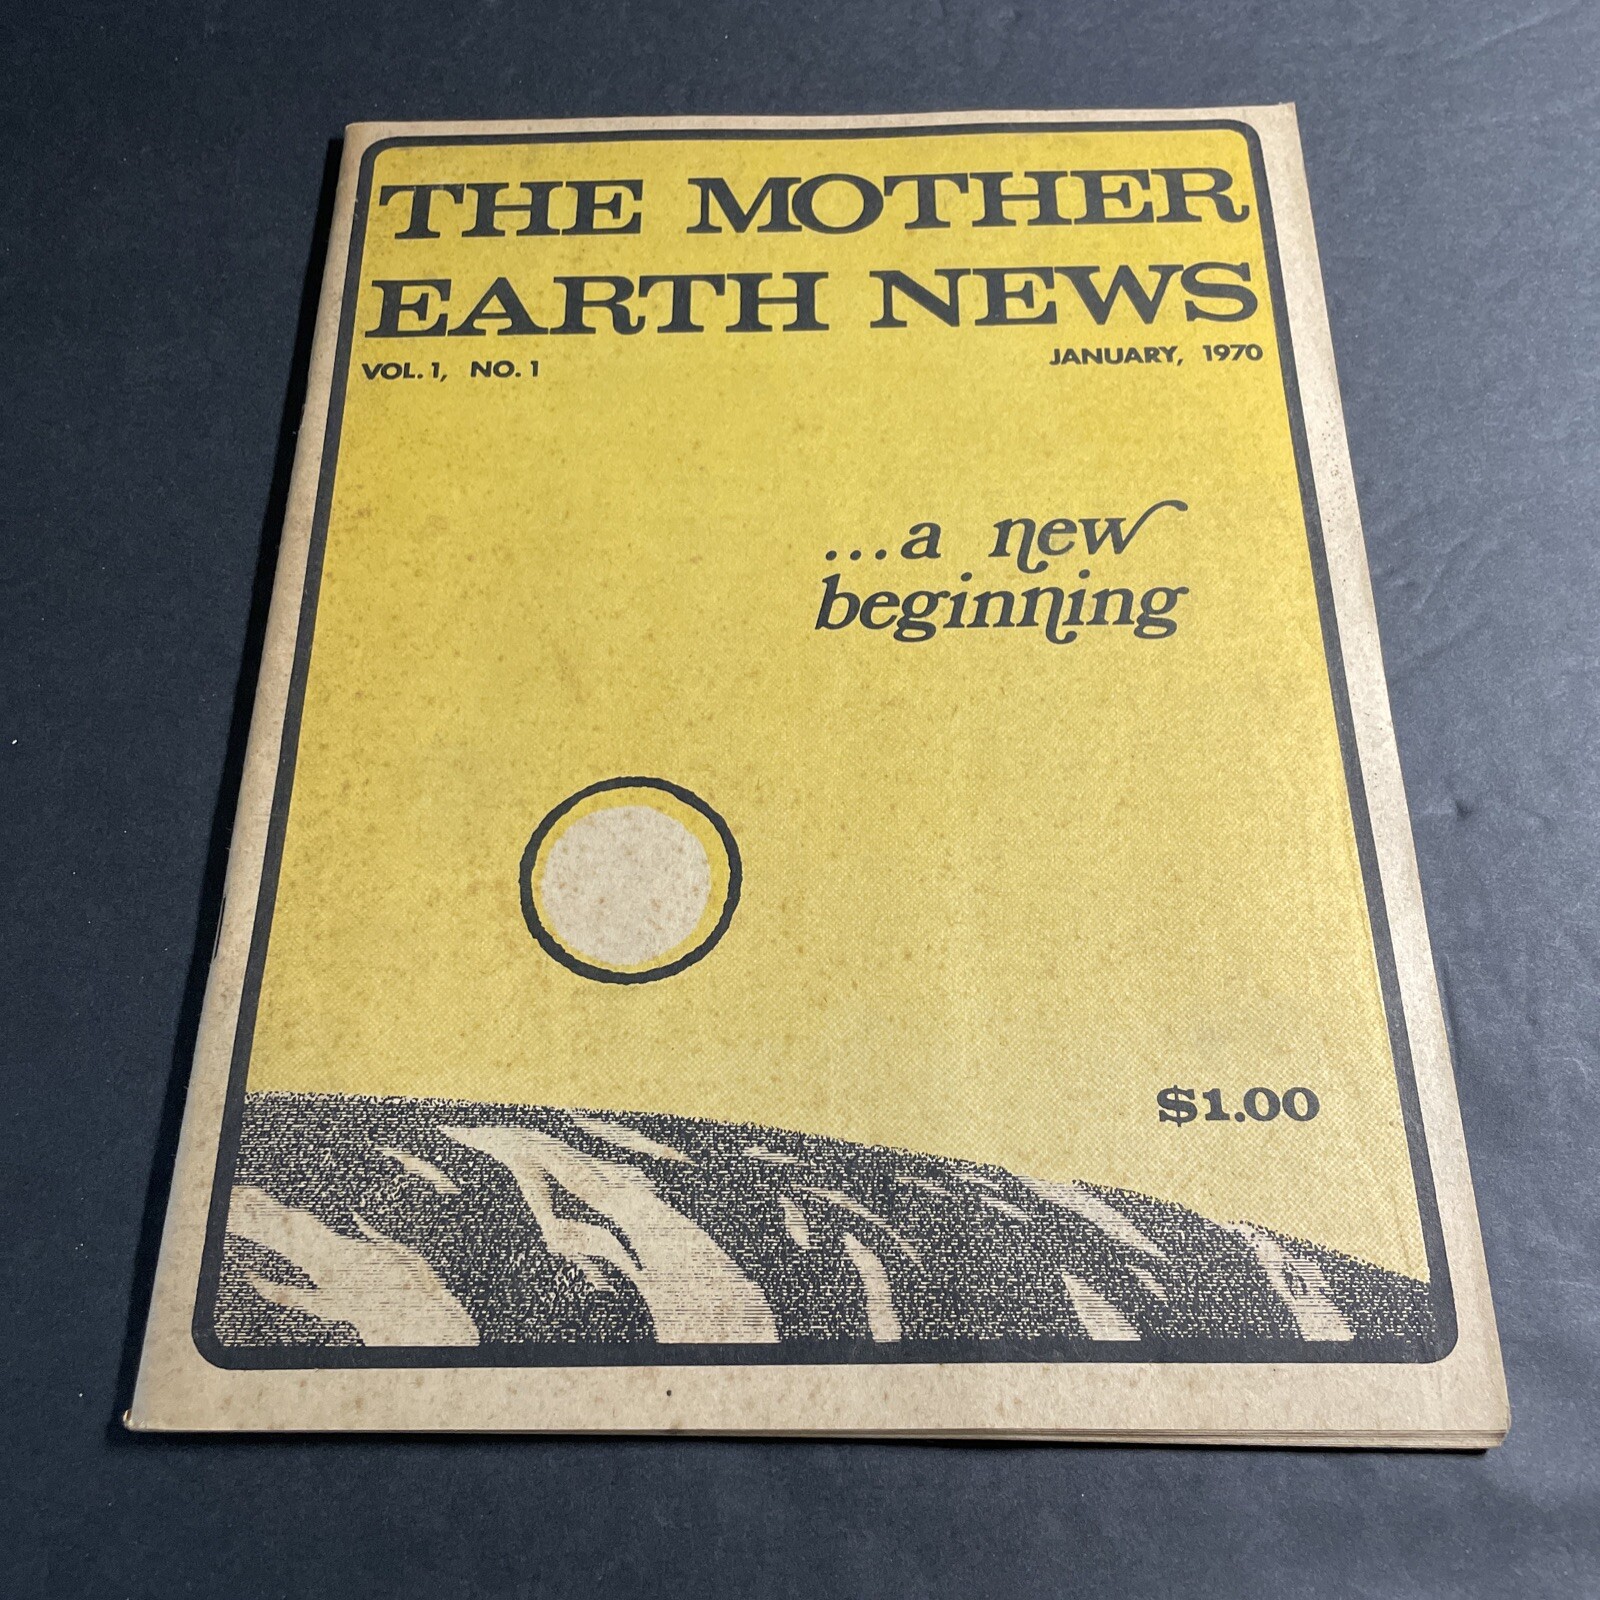 THE MOTHER
EARTH NEWS
VOL. 1, NO. 1
JANUARY, 1970
...a new
beginning
$1.00